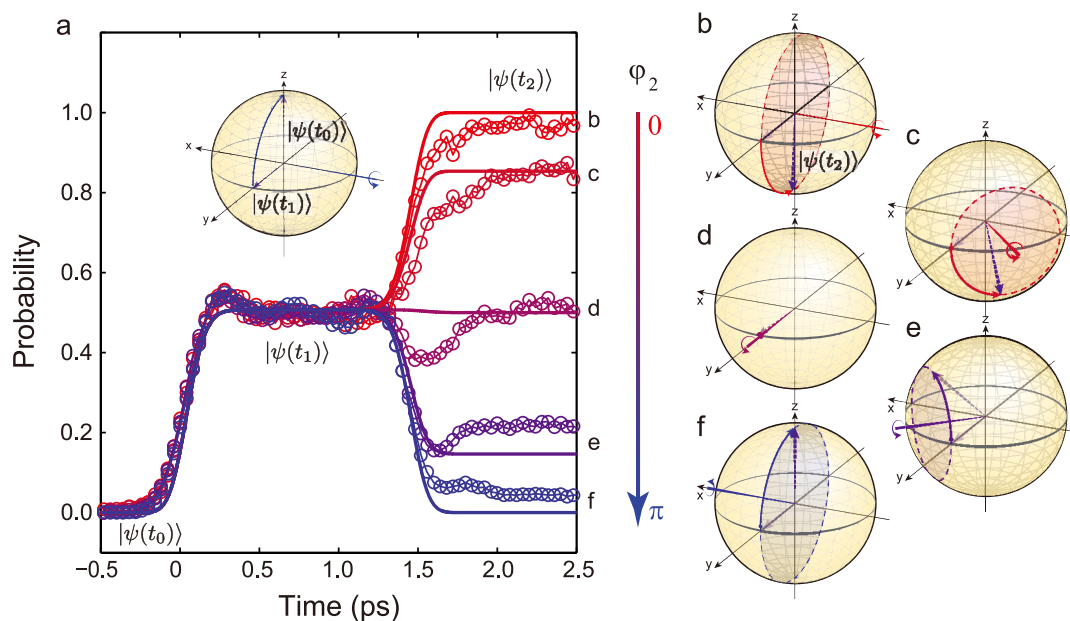 a
|ψ(t₂)⟩
φ₂
1.0
0.8
0.6
0.4
0.2
0.0
Probability
z
x
y
|ψ(t₀)⟩
|ψ(t₁)⟩
|ψ(t₁)⟩
|ψ(t₀)⟩
b
c
d
e
f
−0.5
0
0.5
1.0
1.5
2.0
2.5
Time (ps)
0
π
b
z
x
y
|ψ(t₂)⟩
c
z
x
y
d
z
x
y
e
z
x
y
f
z
x
y